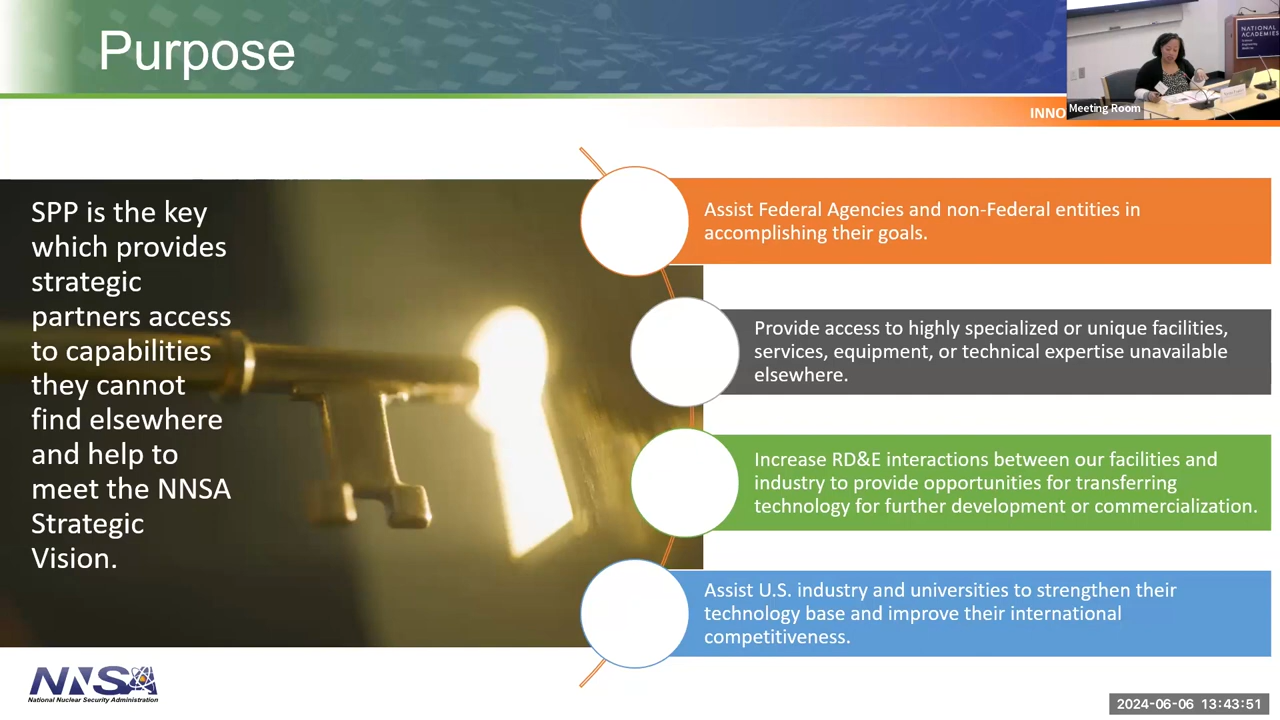 Purpose
INNO
Meeting Room
NATIONAL
ACADEMIES
SPP is the key
which provides
strategic
partners access
to capabilities
they cannot
find elsewhere
and help to
meet the NNSA
Strategic
Vision.
Assist Federal Agencies and non-Federal entities in
accomplishing their goals.
Provide access to highly specialized or unique facilities,
services, equipment, or technical expertise unavailable
elsewhere.
Increase RD&E interactions between our facilities and
industry to provide opportunities for transferring
technology for further development or commercialization.
Assist U.S. industry and universities to strengthen their
technology base and improve their international
competitiveness.
NNSA
National Nuclear Security Administration
2024-06-06 13:43:51